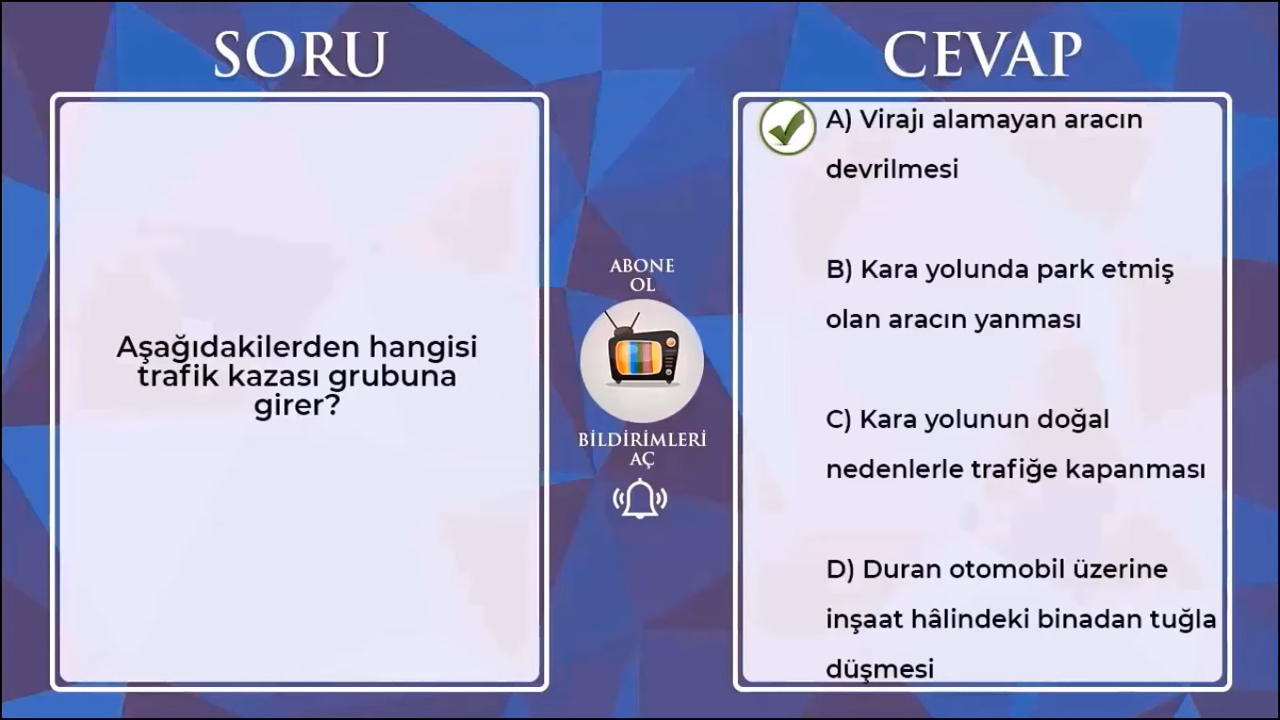 SORU
Aşağıdakilerden hangisi
trafik kazası grubuna
girer?
ABONE
OL
BİLDİRİMLERİ
AÇ
CEVAP
A) Virajı alamayan aracın
devrilmesi
B) Kara yolunda park etmiş
olan aracın yanması
C) Kara yolunun doğal
nedenlerle trafiğe kapanması
D) Duran otomobil üzerine
inşaat hâlindeki binadan tuğla
düşmesi